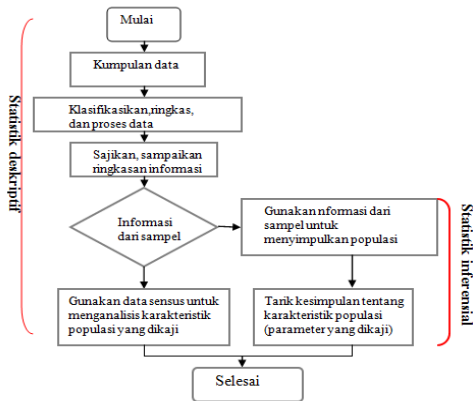 Mulai
Kumpulan data
Klasifikasikan,ringkas,
dan proses data
Sajikan, sampaikan
ringkasan informasi
Informasi
dari sampel
Gunakan nformasi dari
sampel untuk
menyimpulkan populasi
Gunakan data sensus untuk
menganalisis karakteristik
populasi yang dikaji
Tarik kesimpulan tentang
karakteristik populasi
(parameter yang dikaji)
Selesai
Statistik deskriptif
Statistik inferensial